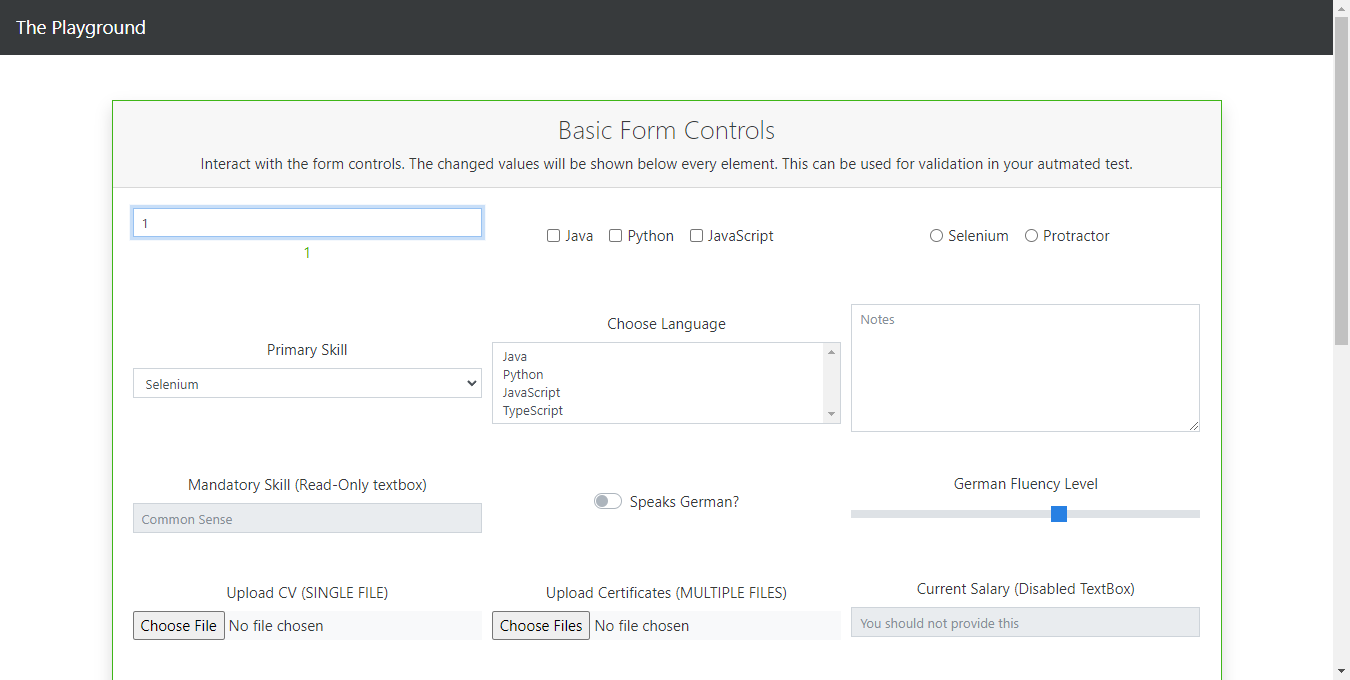 The Playground
Basic Form Controls
Interact with the form controls. The changed values will be shown below every element. This can be used for validation in your autmated test.
1
1
Java Python JavaScript
Selenium Protractor
Primary Skill
Selenium
Choose Language
Java
Python
JavaScript
TypeScript
Notes
Mandatory Skill (Read-Only textbox)
Common Sense
Speaks German?
German Fluency Level
Upload CV (SINGLE FILE)
Choose File No file chosen
Upload Certificates (MULTIPLE FILES)
Choose Files No file chosen
Current Salary (Disabled TextBox)
You should not provide this